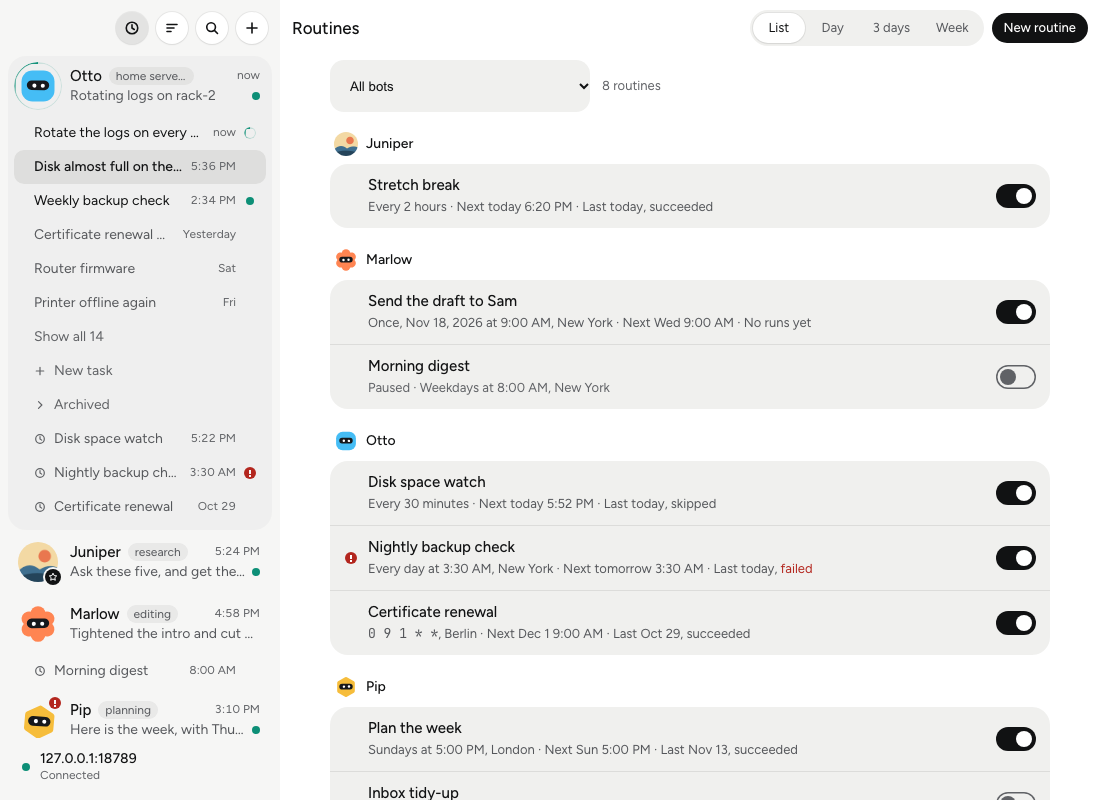 Otto home serve... now
Rotating logs on rack-2
Rotate the logs on every ... now
Disk almost full on the... 5:36 PM
Weekly backup check 2:34 PM
Certificate renewal ... Yesterday
Router firmware Sat
Printer offline again Fri
Show all 14
+ New task
Archived
Disk space watch 5:22 PM
Nightly backup ch... 3:30 AM
Certificate renewal Oct 29
Juniper research 5:24 PM
Ask these five, and get the...
Marlow editing 4:58 PM
Tightened the intro and cut ...
Morning digest 8:00 AM
Pip planning 3:10 PM
Here is the week, with Thu...
127.0.0.1:18789
Connected
Routines
List Day 3 days Week New routine
All bots 8 routines
Juniper
Stretch break
Every 2 hours · Next today 6:20 PM · Last today, succeeded
Marlow
Send the draft to Sam
Once, Nov 18, 2026 at 9:00 AM, New York · Next Wed 9:00 AM · No runs yet
Morning digest
Paused · Weekdays at 8:00 AM, New York
Otto
Disk space watch
Every 30 minutes · Next today 5:52 PM · Last today, skipped
Nightly backup check
Every day at 3:30 AM, New York · Next tomorrow 3:30 AM · Last today, failed
Certificate renewal
0 9 1 * *, Berlin · Next Dec 1 9:00 AM · Last Oct 29, succeeded
Pip
Plan the week
Sundays at 5:00 PM, London · Next Sun 5:00 PM · Last Nov 13, succeeded
Inbox tidy-up